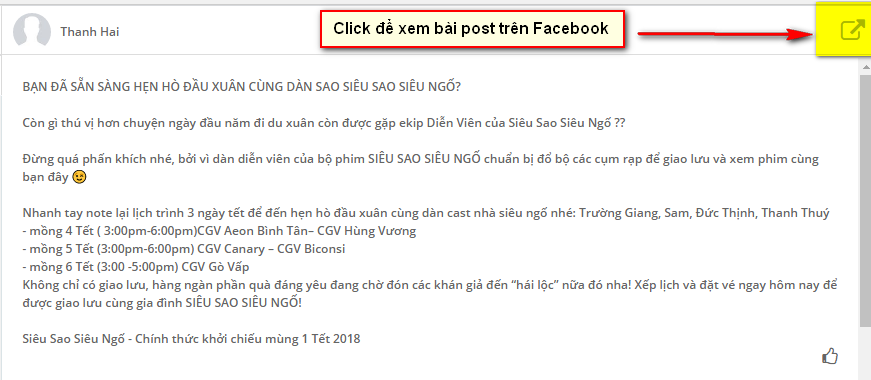 Thanh Hai
Click để xem bài post trên Facebook
BẠN ĐÃ SẴN SÀNG HẸN HÒ ĐẦU XUÂN CÙNG DÀN SAO SIÊU SAO SIÊU NGỐ?
Còn gì thú vị hơn chuyện ngày đầu năm đi du xuân còn được gặp ekip Diễn Viên của Siêu Sao Siêu Ngố ??
Đừng quá phấn khích nhé, bởi vì dàn diễn viên của bộ phim SIÊU SAO SIÊU NGỐ chuẩn bị đổ bộ các cụm rạp để giao lưu và xem phim cùng
bạn đây 😉
Nhanh tay note lại lịch trình 3 ngày tết để đến hẹn hò đầu xuân cùng dàn cast nhà siêu ngố nhé: Trường Giang, Sam, Đức Thịnh, Thanh Thuý
- mồng 4 Tết ( 3:00pm-6:00pm)CGV Aeon Bình Tân– CGV Hùng Vương
- mồng 5 Tết (3:00pm-6:00pm) CGV Canary – CGV Biconsi
- mồng 6 Tết (3:00 -5:00pm) CGV Gò Vấp
Không chỉ có giao lưu, hàng ngàn phần quà đáng yêu đang chờ đón các khán giả đến “hái lộc” nữa đó nha! Xếp lịch và đặt vé ngay hôm nay để
được giao lưu cùng gia đình SIÊU SAO SIÊU NGỐ!
Siêu Sao Siêu Ngố - Chính thức khởi chiếu mùng 1 Tết 2018